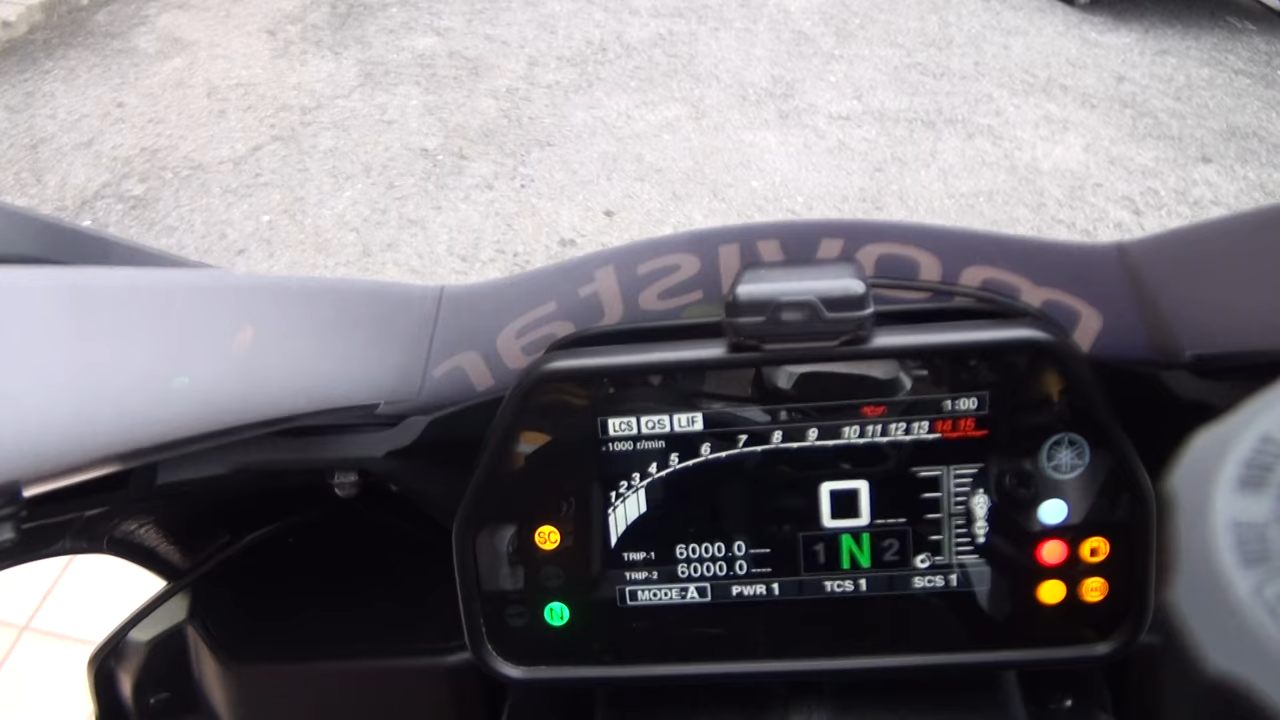 movistar
LCS QS LIF 1:00
×1000 r/min
1 2 3 4 5 6 7 8 9 10 11 12 13 14 15
SC
0
TRIP-1 6000.0
TRIP-2 6000.0
1 N 2
MODE-A PWR 1 TCS 1 SCS 1
N